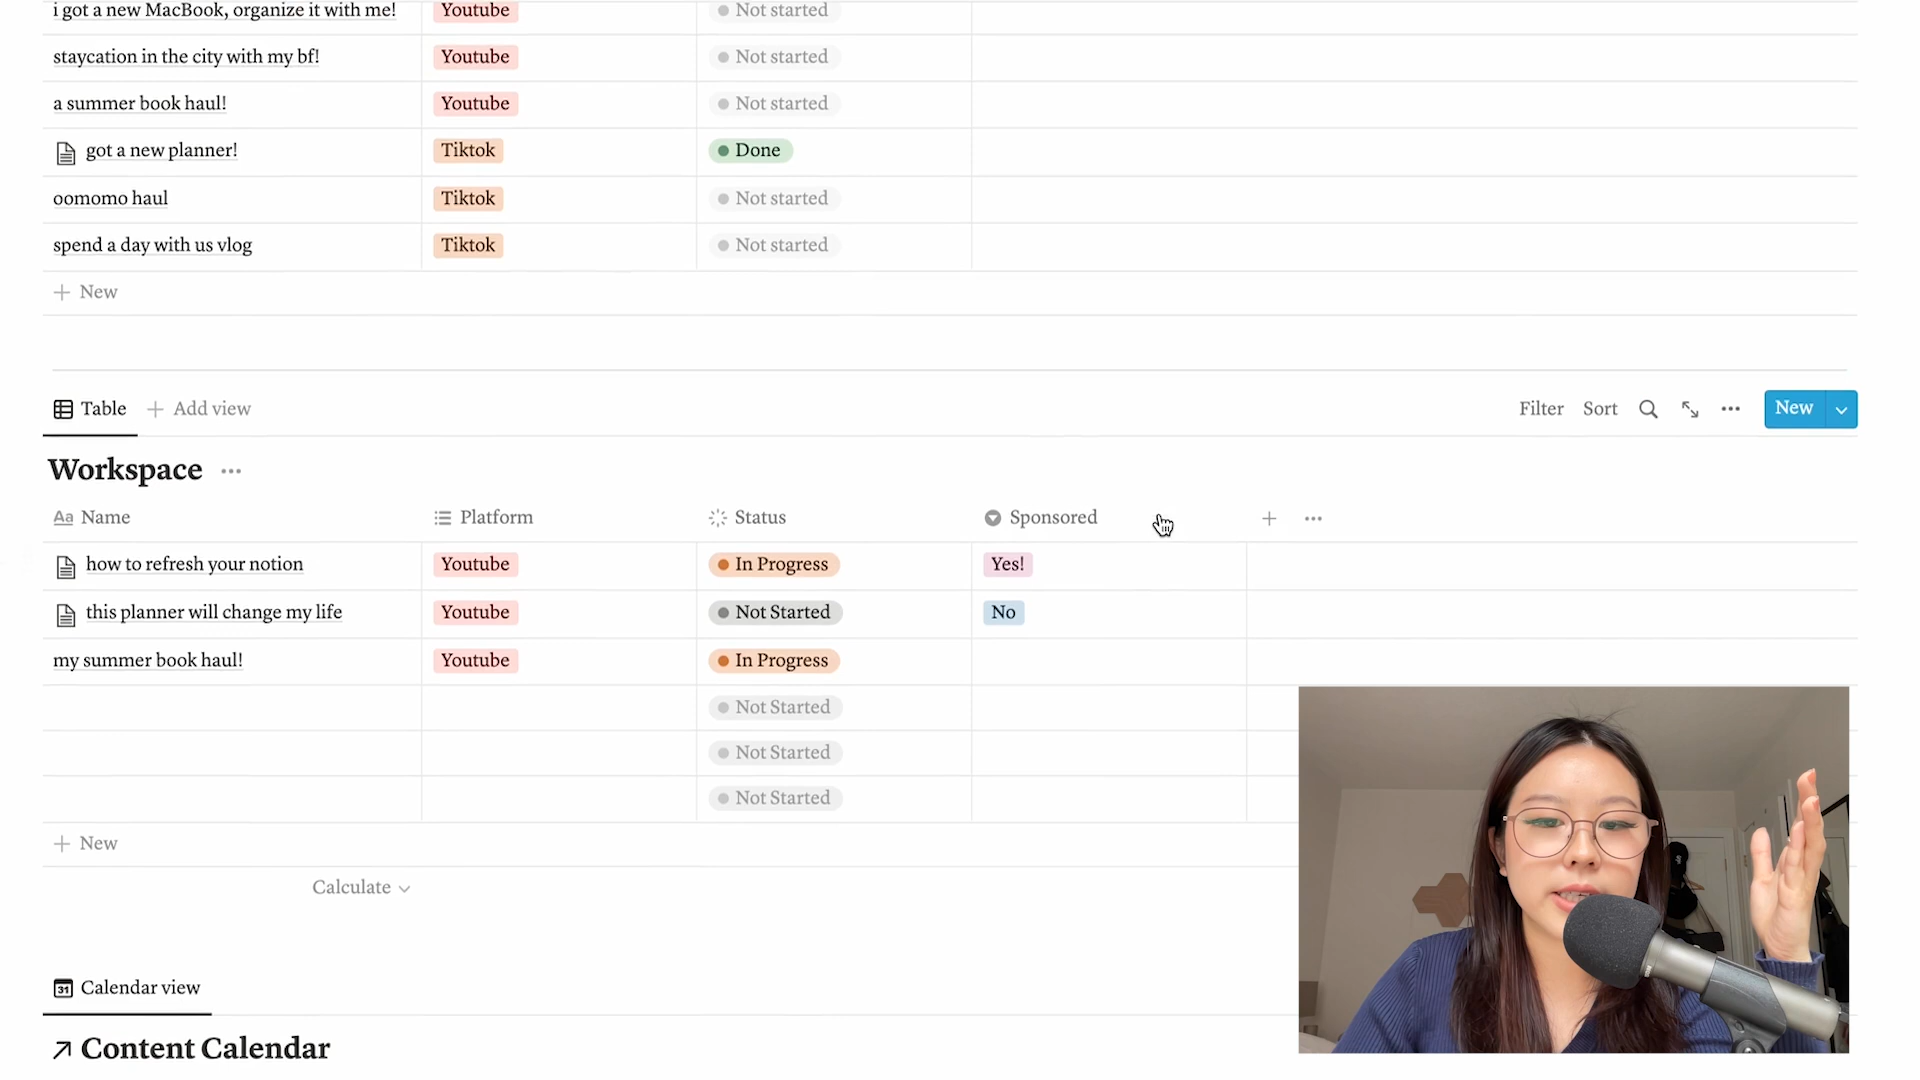 i got a new MacBook, organize it with me! Youtube Not started
staycation in the city with my bf! Youtube Not started
a summer book haul! Youtube Not started
got a new planner! Tiktok Done
oomomo haul Tiktok Not started
spend a day with us vlog Tiktok Not started
New
Table Add view Filter Sort New
Workspace
Aa Name Platform Status Sponsored
how to refresh your notion Youtube In Progress Yes!
this planner will change my life Youtube Not Started No
my summer book haul! Youtube In Progress
Not Started
Not Started
Not Started
New
Calculate
31 Calendar view
Content Calendar